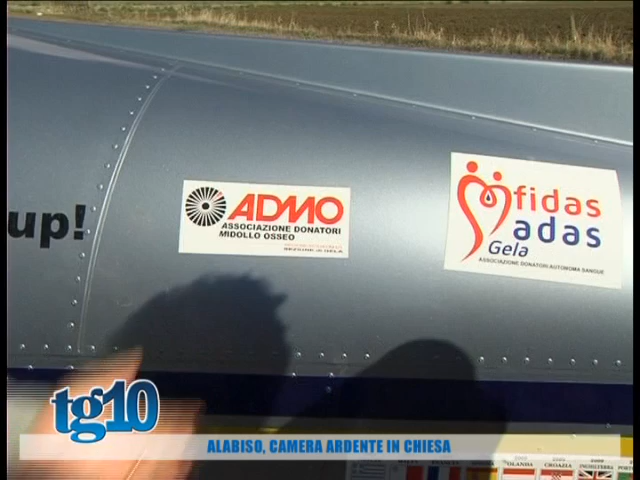 up!
ADMO
ASSOCIAZIONE DONATORI
MIDOLLO OSSEO
fidas
adas
Gela
ASSOCIAZIONE DONATORI AUTONOMA SANGUE
tg10
ALABISO, CAMERA ARDENTE IN CHIESA
OLANDA
CROAZIA
INGHILTERRA